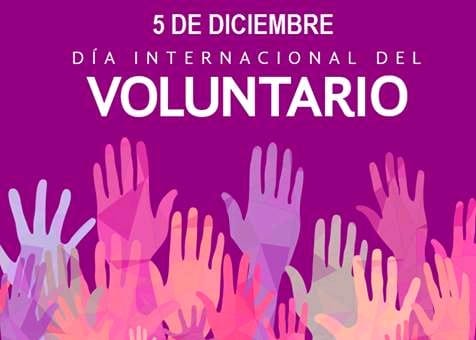 5 DE DICIEMBRE
DÍA INTERNACIONAL DEL
VOLUNTARIO